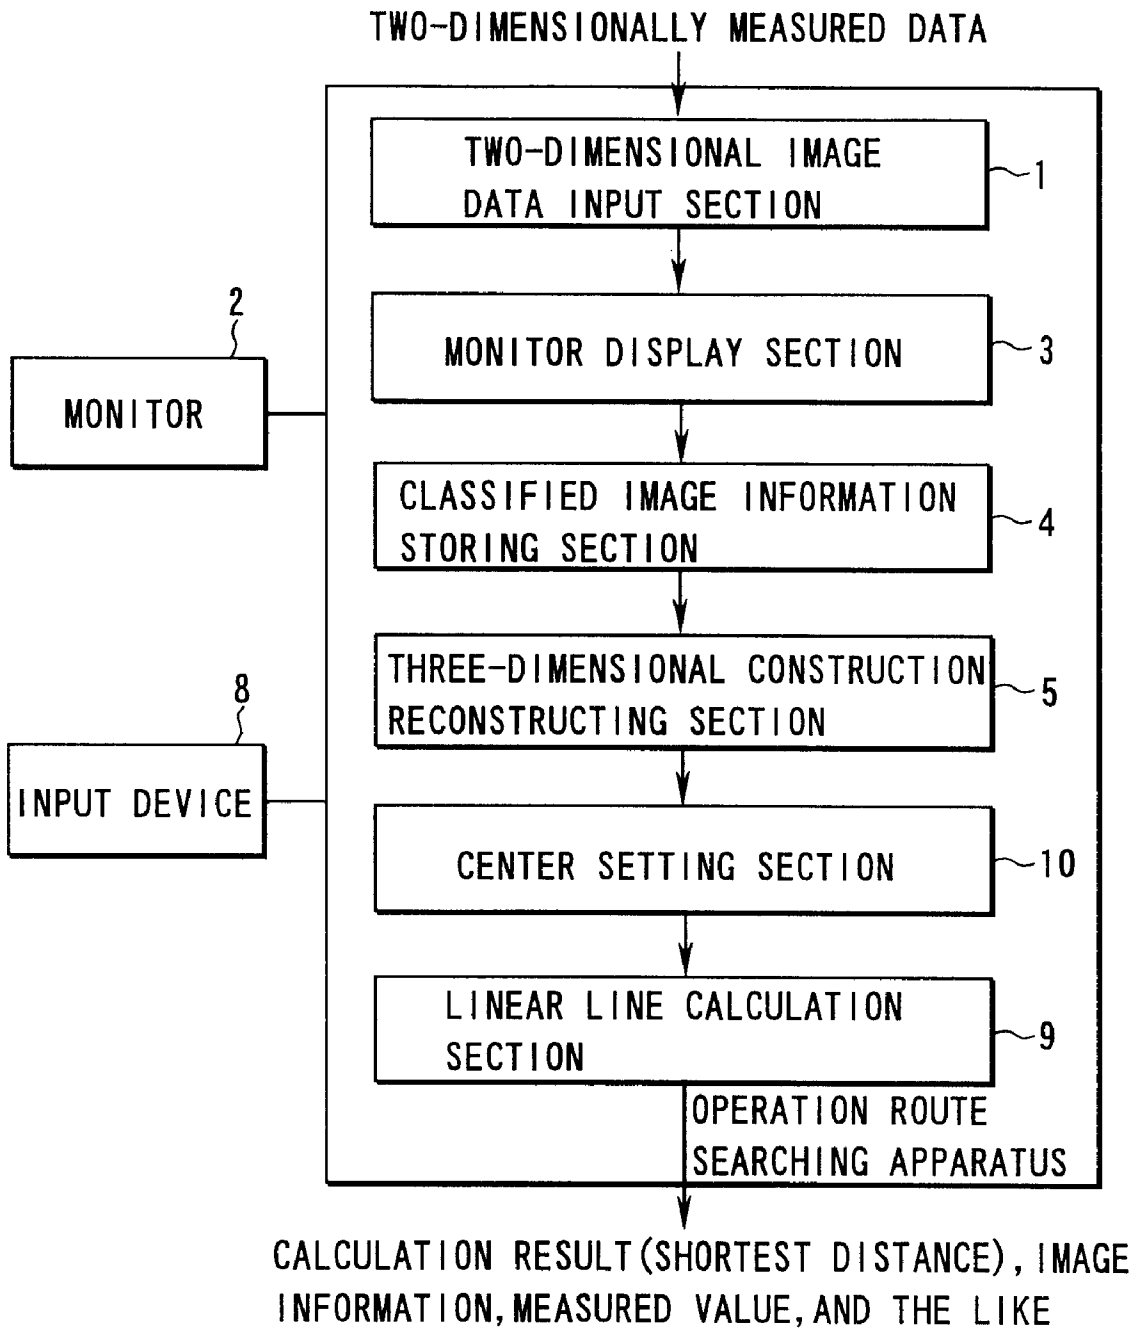 TWO-DIMENSIONALLY MEASURED DATA
TWO-DIMENSIONAL IMAGE
DATA INPUT SECTION
1
2
MONITOR
MONITOR DISPLAY SECTION
3
CLASSIFIED IMAGE INFORMATION
STORING SECTION
4
THREE-DIMENSIONAL CONSTRUCTION
RECONSTRUCTING SECTION
5
8
INPUT DEVICE
CENTER SETTING SECTION
10
LINEAR LINE CALCULATION
SECTION
9
OPERATION ROUTE
SEARCHING APPARATUS
CALCULATION RESULT(SHORTEST DISTANCE), IMAGE
INFORMATION, MEASURED VALUE, AND THE LIKE